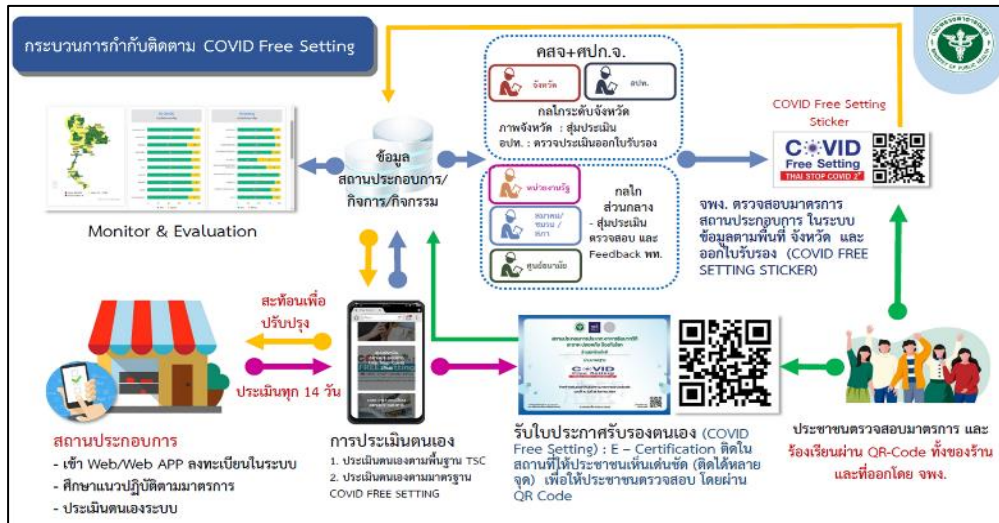 กระบวนการกำกับติดตาม COVID Free Setting
คสจ+ศปก.จ.
จังหวัด
อปท.
กลไกระดับจังหวัด
ภาพจังหวัด : สุ่มประเมิน
อปท. : ตรวจประเมินออกใบรับรอง
COVID Free Setting
Sticker
COVID
Free Setting
THAI STOP COVID 2
ข้อมูล
สถานประกอบการ/
กิจการ/กิจกรรม
Monitor & Evaluation
หน่วยงานรัฐ
สมาคม/
ชมรม /
สภา
ศูนย์อนามัย
กลไก
ส่วนกลาง
- สุ่มประเมิน
ตรวจสอบ และ
Feedback พท.
จพง. ตรวจสอบมาตรการ
สถานประกอบการ ในระบบ
ข้อมูลตามพื้นที่ จังหวัด และ
ออกใบรับรอง (COVID FREE
SETTING STICKER)
สะท้อนเพื่อ
ปรับปรุง
ประเมินทุก 14 วัน
สถานประกอบการ
- เข้า Web/Web APP ลงทะเบียนในระบบ
- ศึกษาแนวปฏิบัติตามมาตรการ
- ประเมินตนเองระบบ
การประเมินตนเอง
1. ประเมินตนเองตามพื้นฐาน TSC
2. ประเมินตนเองตามมาตรฐาน
COVID FREE SETTING
COVID
Free Setting
รับใบประกาศรับรองตนเอง (COVID
Free Setting) : E – Certification ติดใน
สถานที่ให้ประชาชนเห็นเด่นชัด (ติดได้หลาย
จุด) เพื่อให้ประชาชนตรวจสอบ โดยผ่าน
QR Code
ประชาชนตรวจสอบมาตรการ และ
ร้องเรียนผ่าน QR-Code ทั้งของร้าน
และที่ออกโดย จพง.